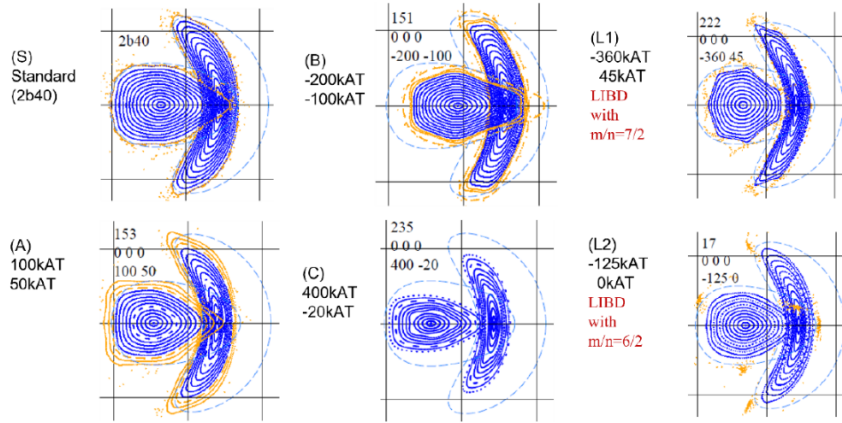 (S)
Standard
(2b40)
2b40
(B)
-200kAT
-100kAT
151
0 0 0
-200 -100
(L1)
-360kAT
45kAT
LIBD
with
m/n=7/2
222
0 0 0
-360 45
(A)
100kAT
50kAT
153
0 0 0
100 50
(C)
400kAT
-20kAT
235
0 0 0
400 -20
(L2)
-125kAT
0kAT
LIBD
with
m/n=6/2
17
0 0 0
-125 0